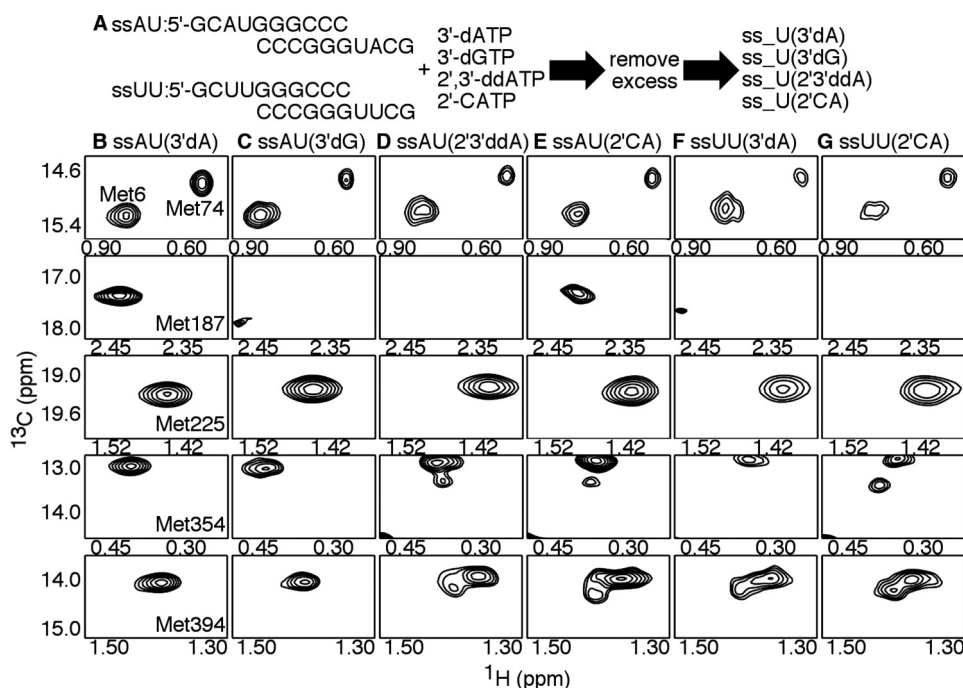 A ssAU:5'-GCAUGGGCCC
CCCGGGUACG
ssUU:5'-GCUUGGGCCC
CCCGGGUUCG
+
3'-dATP
3'-dGTP
2',3'-ddATP
2'-CATP
remove
excess
ss_U(3'dA)
ss_U(3'dG)
ss_U(2'3'ddA)
ss_U(2'CA)
B ssAU(3'dA) C ssAU(3'dG) D ssAU(2'3'ddA) E ssAU(2'CA) F ssUU(3'dA) G ssUU(2'CA)
14.6
Met6
Met74
15.4
0.90 0.60 0.90 0.60 0.90 0.60 0.90 0.60 0.90 0.60 0.90 0.60
17.0
Met187
18.0
2.45 2.35 2.45 2.35 2.45 2.35 2.45 2.35 2.45 2.35 2.45 2.35
19.0
19.6
Met225
1.52 1.42 1.52 1.42 1.52 1.42 1.52 1.42 1.52 1.42 1.52 1.42
13.0
14.0
Met354
0.45 0.30 0.45 0.30 0.45 0.30 0.45 0.30 0.45 0.30 0.45 0.30
14.0
15.0
Met394
1.50 1.30 1.50 1.30 1.50 1.30 1.50 1.30 1.50 1.30 1.50 1.30
13C (ppm)
1H (ppm)